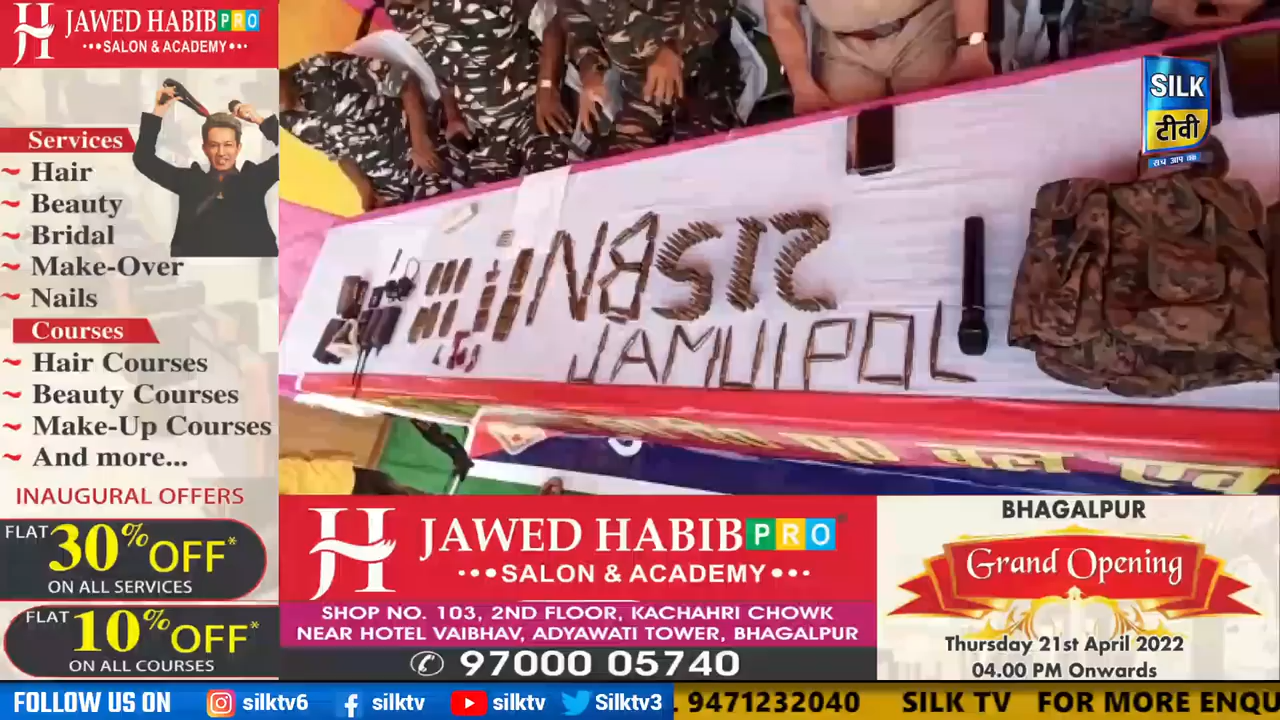 JAWED HABIB PRO
•••SALON & ACADEMY•••
Services
~ Hair
~ Beauty
~ Bridal
~ Make-Over
~ Nails
Courses
~ Hair Courses
~ Beauty Courses
~ Make-Up Courses
~ And more...
INAUGURAL OFFERS
FLAT 30% OFF*
ON ALL SERVICES
FLAT 10% OFF*
ON ALL COURSES
SILK
टीवी
सच आप तक
215BN
JAMUIPOL
JAWED HABIB PRO
•••SALON & ACADEMY•••
SHOP NO. 103, 2ND FLOOR, KACHAHRI CHOWK
NEAR HOTEL VAIBHAV, ADYAWATI TOWER, BHAGALPUR
97000 05740
BHAGALPUR
Grand Opening
Thursday 21st April 2022
04.00 PM Onwards
FOLLOW US ON silktv6 silktv silktv Silktv3 . 9471232040 SILK TV FOR MORE ENQU